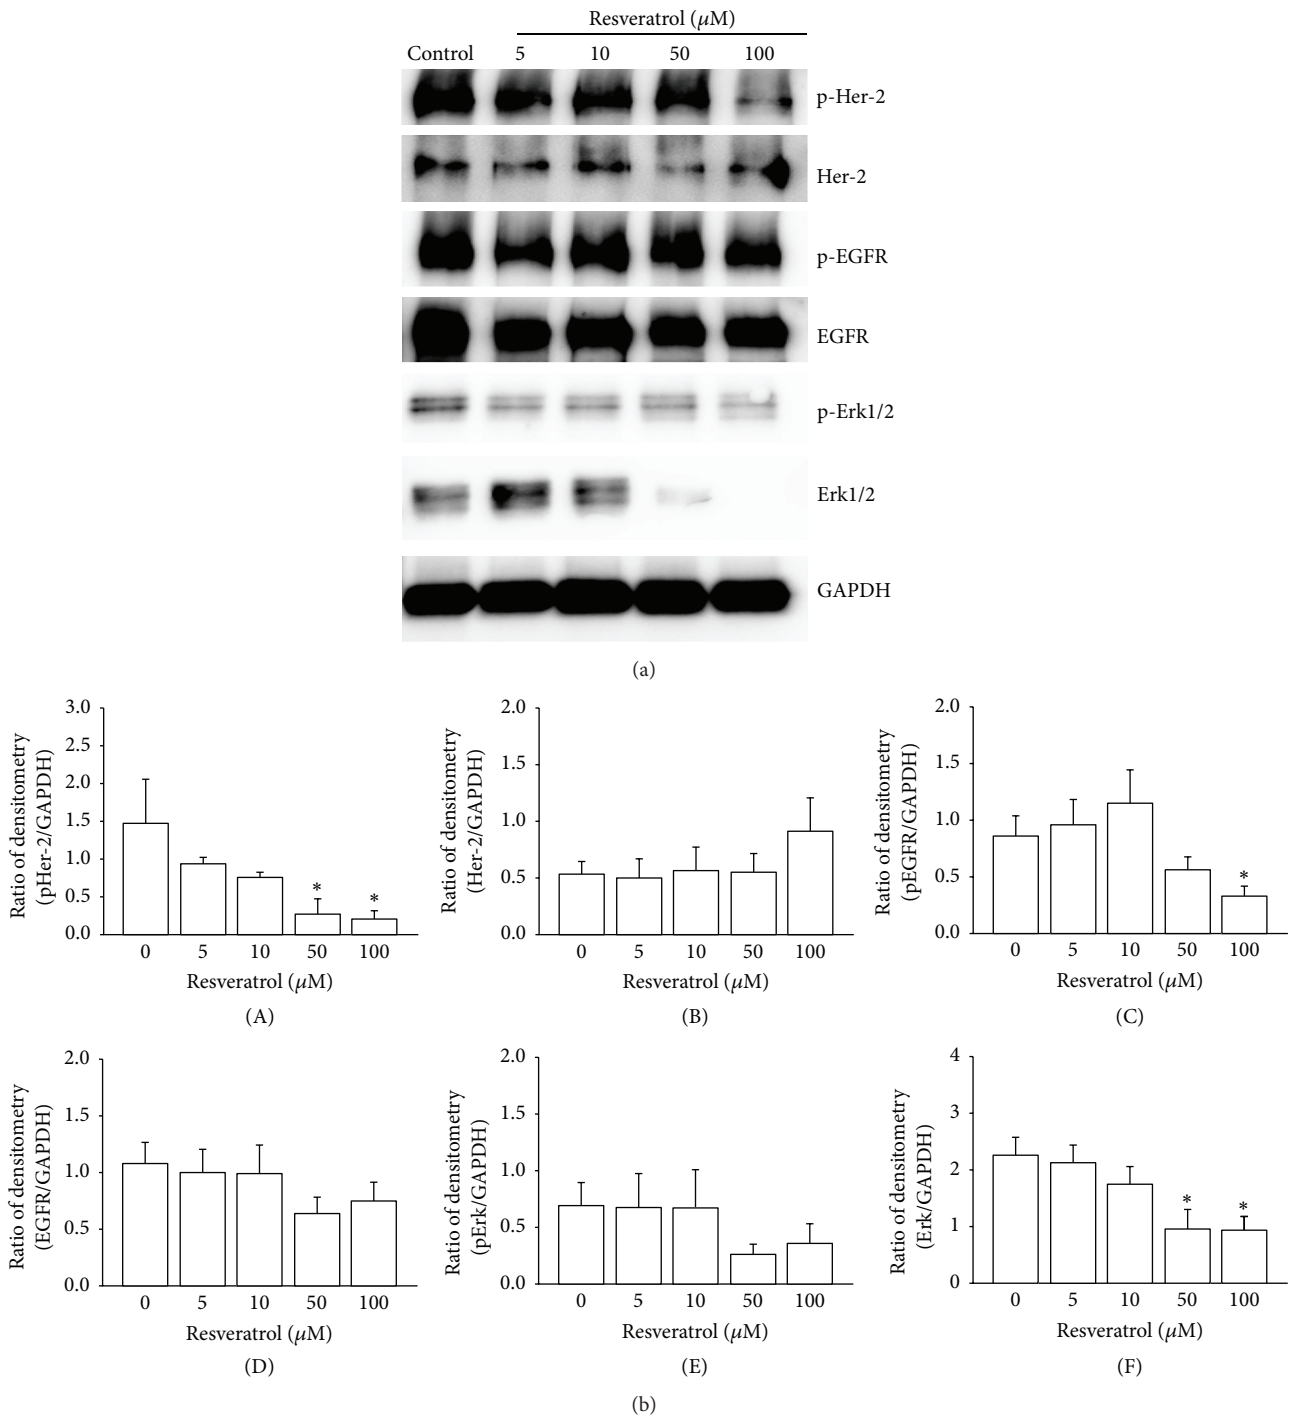 Resveratrol (μM)
Control 5 10 50 100
p-Her-2
Her-2
p-EGFR
EGFR
p-Erk1/2
Erk1/2
GAPDH
(a)
Ratio of densitometry
(pHer-2/GAPDH)
3.0
2.5
2.0
1.5
1.0
0.5
0.0
* *
0 5 10 50 100
Resveratrol (μM)
(A)
Ratio of densitometry
(Her-2/GAPDH)
2.0
1.5
1.0
0.5
0.0
0 5 10 50 100
Resveratrol (μM)
(B)
Ratio of densitometry
(pEGFR/GAPDH)
2.0
1.5
1.0
0.5
0.0
*
0 5 10 50 100
Resveratrol (μM)
(C)
Ratio of densitometry
(EGFR/GAPDH)
2.0
1.5
1.0
0.5
0.0
0 5 10 50 100
Resveratrol (μM)
(D)
Ratio of densitometry
(pErk/GAPDH)
2.0
1.5
1.0
0.5
0.0
0 5 10 50 100
Resveratrol (μM)
(E)
Ratio of densitometry
(Erk/GAPDH)
4
3
2
1
0
* *
0 5 10 50 100
Resveratrol (μM)
(F)
(b)